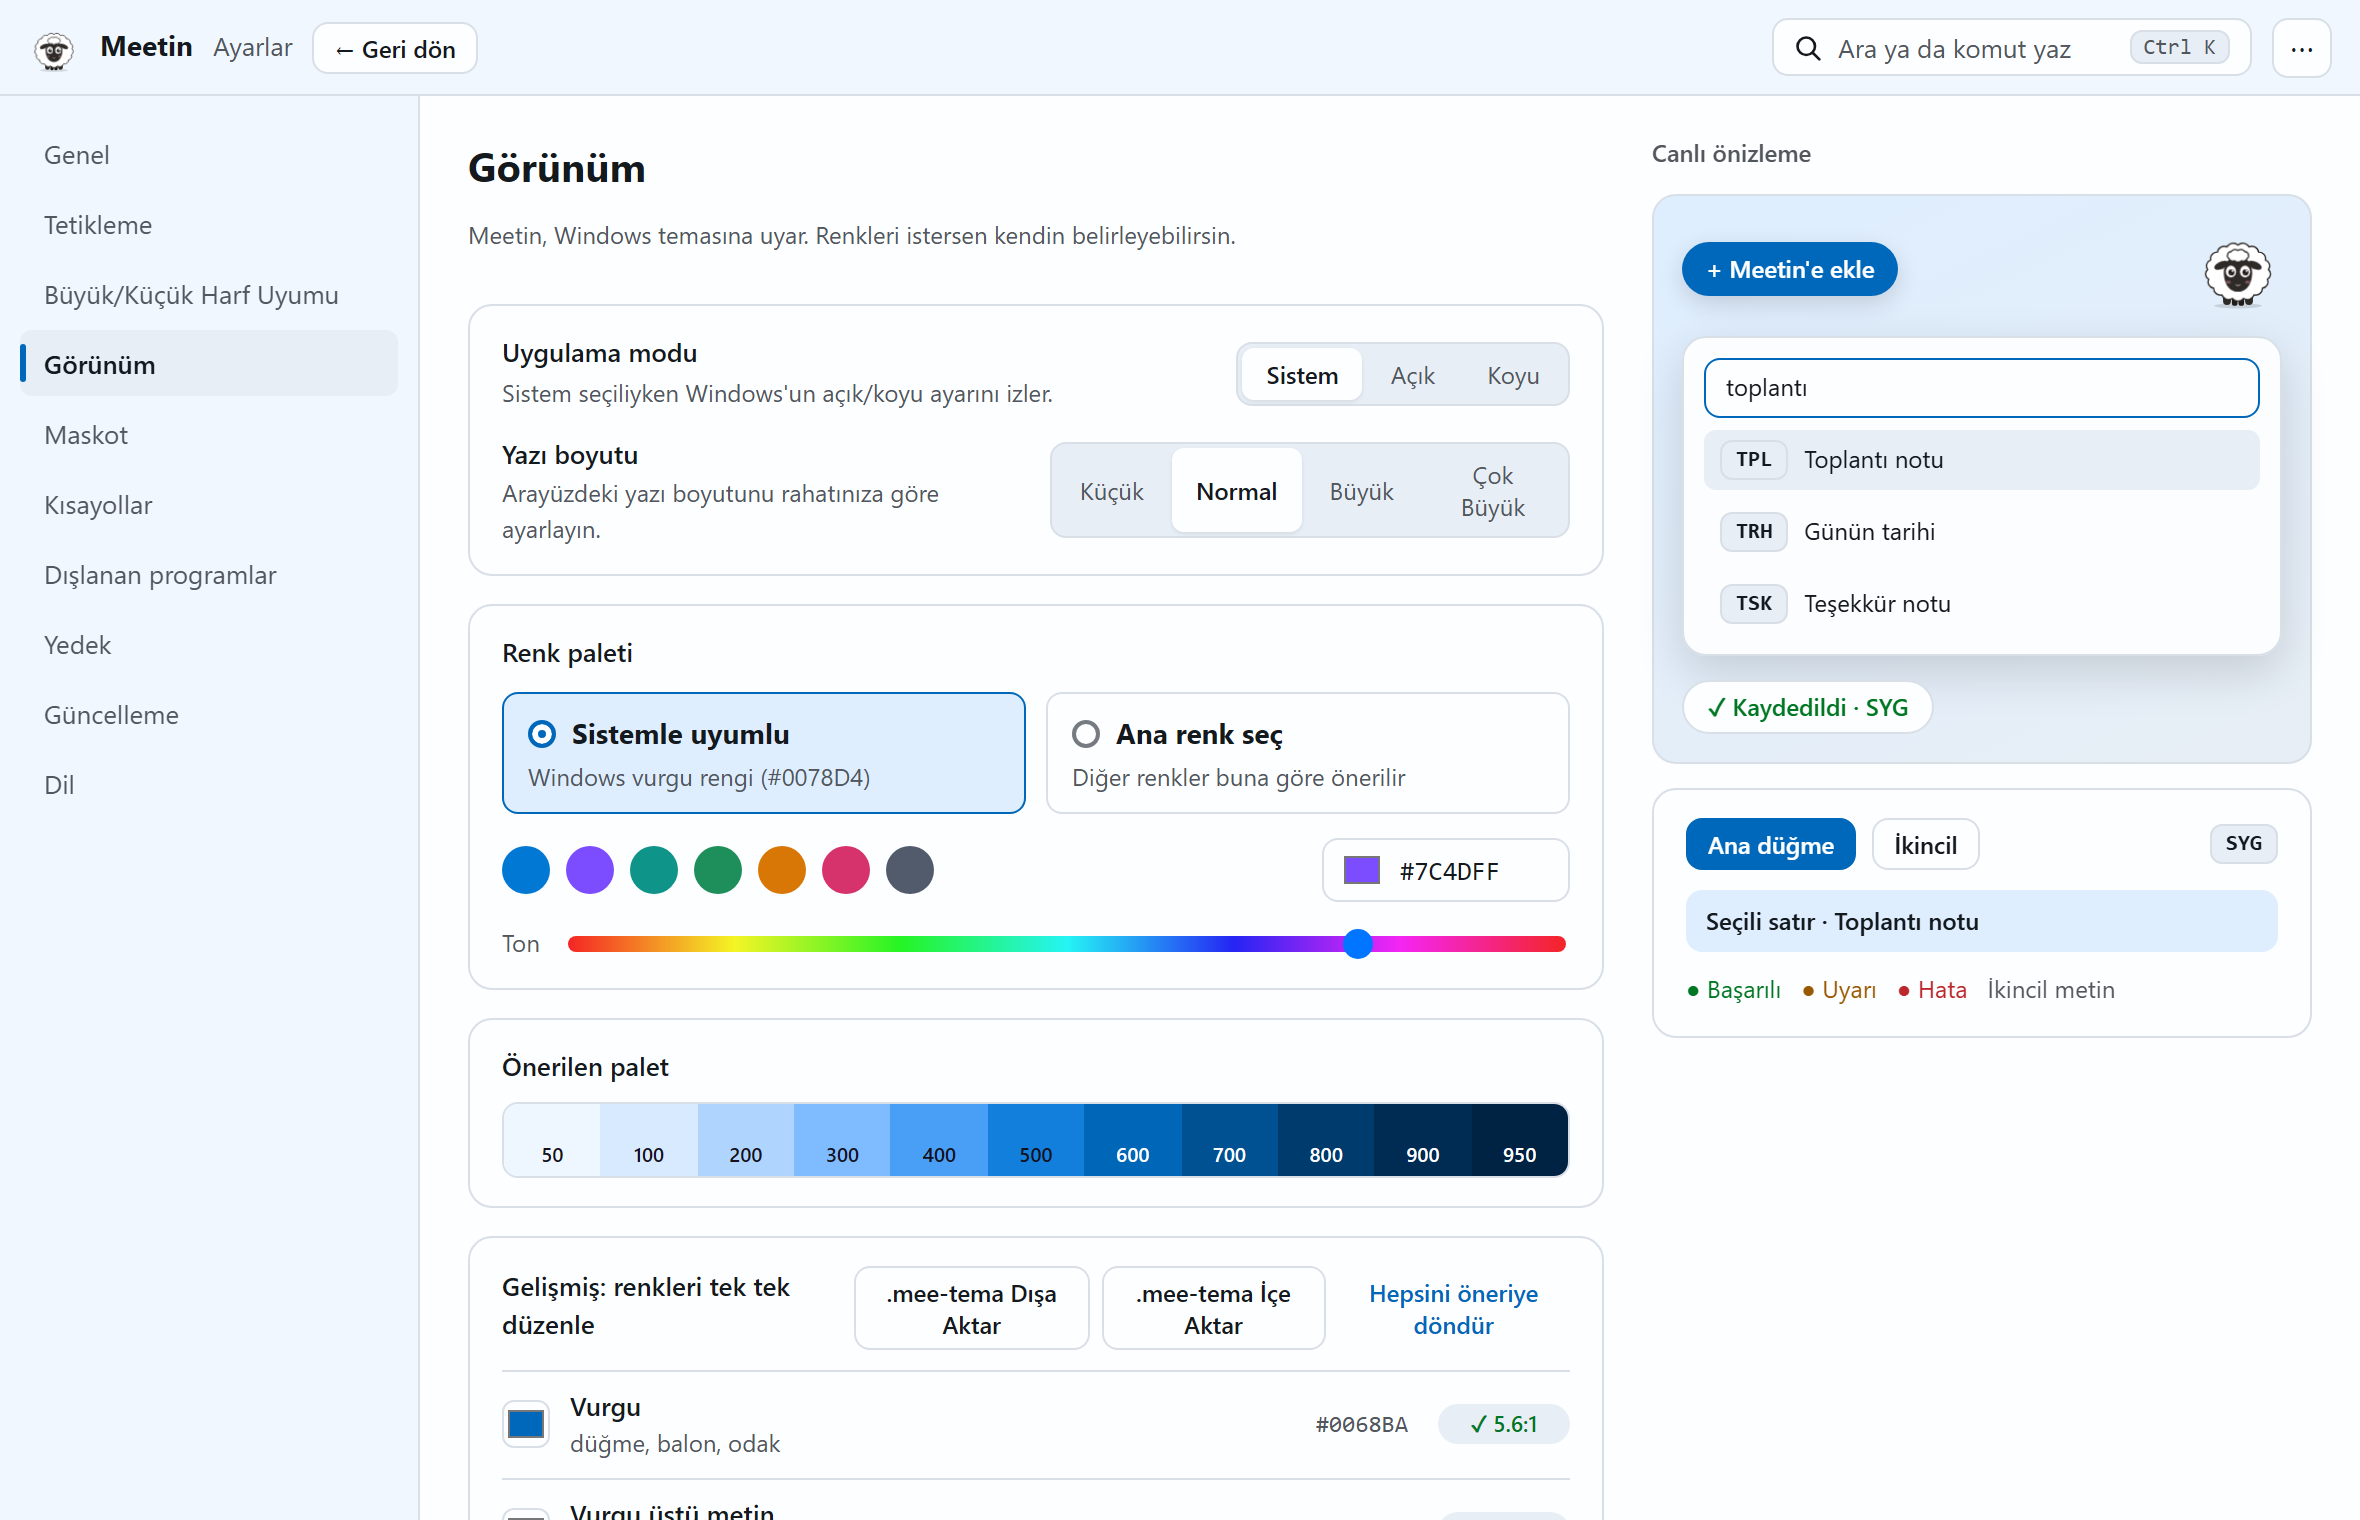 Meetin Ayarlar ← Geri dön
Ara ya da komut yaz Ctrl K ...
Genel
Tetikleme
Büyük/Küçük Harf Uyumu
Görünüm
Maskot
Kısayollar
Dışlanan programlar
Yedek
Güncelleme
Dil
Görünüm
Meetin, Windows temasına uyar. Renkleri istersen kendin belirleyebilirsin.
Uygulama modu
Sistem seçiliyken Windows'un açık/koyu ayarını izler.
Sistem Açık Koyu
Yazı boyutu
Arayüzdeki yazı boyutunu rahatınıza göre
ayarlayın.
Küçük Normal Büyük Çok
Büyük
Renk paleti
Sistemle uyumlu
Windows vurgu rengi (#0078D4)
Ana renk seç
Diğer renkler buna göre önerilir
#7C4DFF
Ton
Önerilen palet
50 100 200 300 400 500 600 700 800 900 950
Gelişmiş: renkleri tek tek
düzenle
.mee-tema Dışa
Aktar
.mee-tema İçe
Aktar
Hepsini öneriye
döndür
Vurgu
düğme, balon, odak
#0068BA ✓ 5.6:1
Vurgu üstü metin
Canlı önizleme
+ Meetin'e ekle
toplantı
TPL Toplantı notu
TRH Günün tarihi
TSK Teşekkür notu
✓ Kaydedildi · SYG
Ana düğme İkincil SYG
Seçili satır · Toplantı notu
● Başarılı ● Uyarı ● Hata İkincil metin